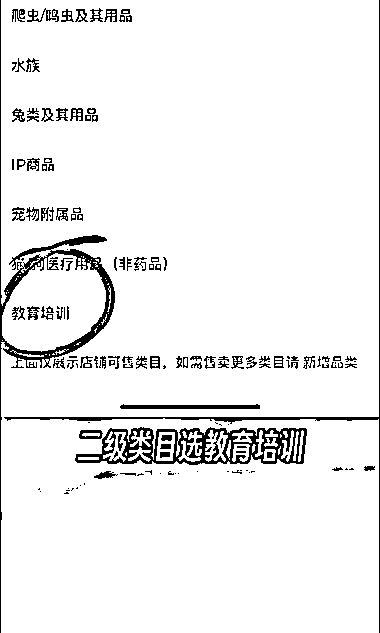 爬虫/鸣虫及其用品
水族
兔类及其用品
IP商品
宠物附属品
猫狗医疗用品（非药品）
教育培训
上面仅展示店铺可售类目，如需售卖更多类目请 新增品类
二级类目选教育培训